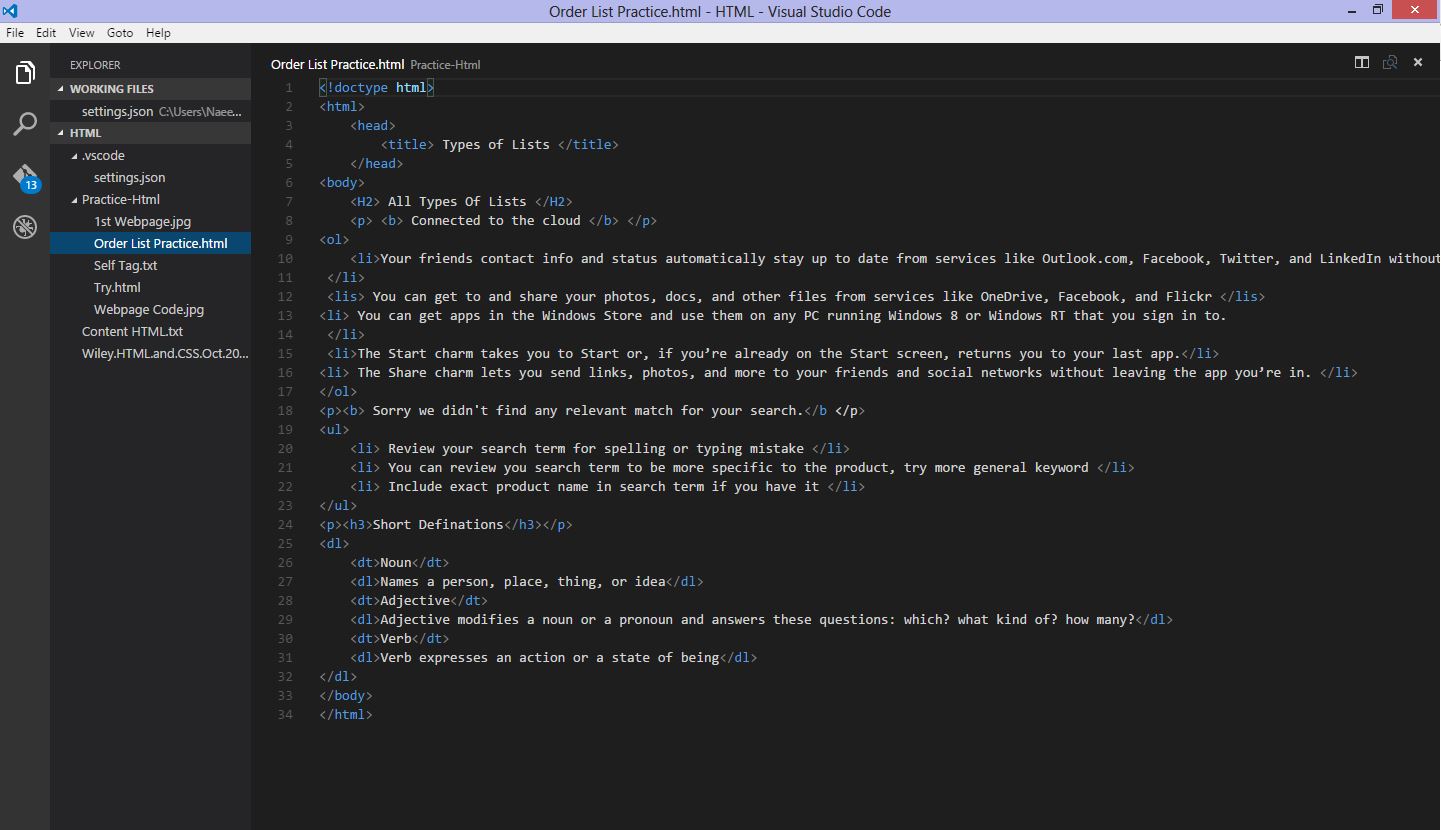 Order List Practice.html - HTML - Visual Studio Code
File Edit View Goto Help
EXPLORER
WORKING FILES
settings.json C:\Users\Naee...
HTML
.vscode
settings.json
Practice-Html
1st Webpage.jpg
Order List Practice.html
Self Tag.txt
Try.html
Webpage Code.jpg
Content HTML.txt
Wiley.HTML.and.CSS.Oct.20...
13
Order List Practice.html Practice-Html
1 <!doctype html>
2 <html>
3     <head>
4         <title> Types of Lists </title>
5     </head>
6 <body>
7     <H2> All Types Of Lists </H2>
8     <p> <b> Connected to the cloud </b> </p>
9 <ol>
10     <li>Your friends contact info and status automatically stay up to date from services like Outlook.com, Facebook, Twitter, and LinkedIn without
11  </li>
12  <lis> You can get to and share your photos, docs, and other files from services like OneDrive, Facebook, and Flickr </lis>
13 <li> You can get apps in the Windows Store and use them on any PC running Windows 8 or Windows RT that you sign in to.
14  </li>
15  <li>The Start charm takes you to Start or, if you’re already on the Start screen, returns you to your last app.</li>
16 <li> The Share charm lets you send links, photos, and more to your friends and social networks without leaving the app you’re in. </li>
17 </ol>
18 <p><b> Sorry we didn't find any relevant match for your search.</b </p>
19 <ul>
20     <li> Review your search term for spelling or typing mistake </li>
21     <li> You can review you search term to be more specific to the product, try more general keyword </li>
22     <li> Include exact product name in search term if you have it </li>
23 </ul>
24 <p><h3>Short Definations</h3></p>
25 <dl>
26     <dt>Noun</dt>
27     <dl>Names a person, place, thing, or idea</dl>
28     <dt>Adjective</dt>
29     <dl>Adjective modifies a noun or a pronoun and answers these questions: which? what kind of? how many?</dl>
30     <dt>Verb</dt>
31     <dl>Verb expresses an action or a state of being</dl>
32 </dl>
33 </body>
34 </html>